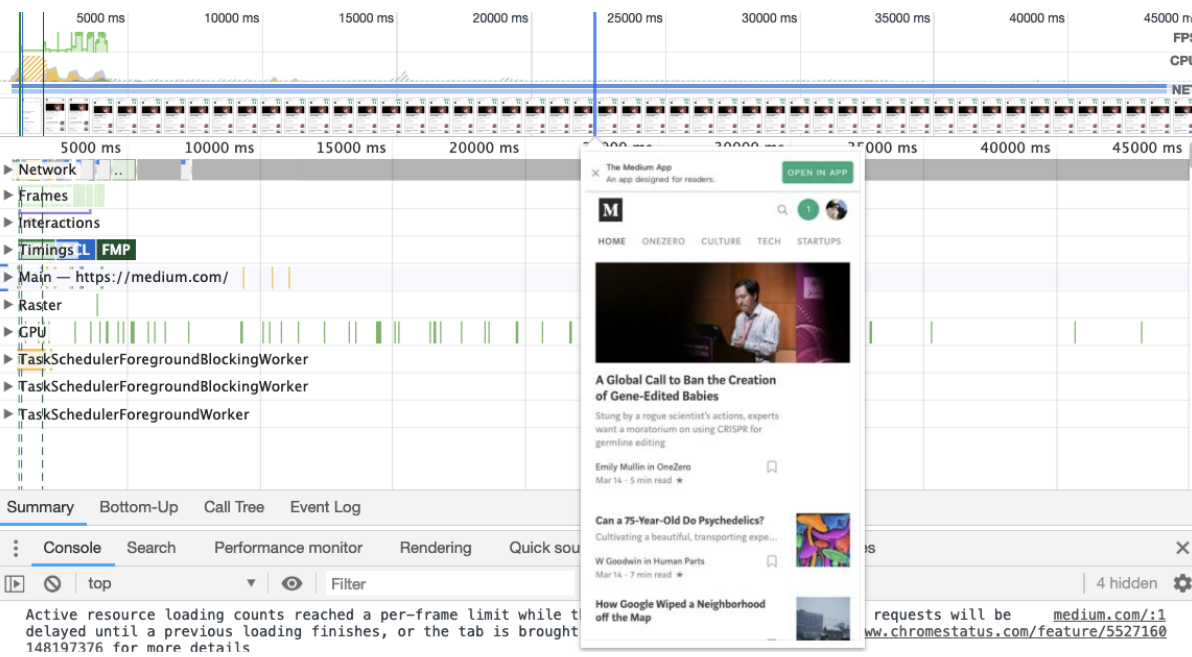 5000 ms 10000 ms 15000 ms 20000 ms 25000 ms 30000 ms 35000 ms 40000 ms 45000 ms
FPS
CPU
NET
5000 ms 10000 ms 15000 ms 20000 ms 35000 ms 40000 ms 45000 ms
Network ..
Frames
Interactions
Timings CL FMP
Main — https://medium.com/
Raster
GPU
TaskSchedulerForegroundBlockingWorker
TaskSchedulerForegroundBlockingWorker
TaskSchedulerForegroundWorker
The Medium App
An app designed for readers.
OPEN IN APP
M
1
HOME ONEZERO CULTURE TECH STARTUPS
A Global Call to Ban the Creation
of Gene-Edited Babies
Stung by a rogue scientist's actions, experts
want a moratorium on using CRISPR for
germline editing
Emily Mullin in OneZero
Mar 14 · 5 min read ★
Can a 75-Year-Old Do Psychedelics?
Cultivating a beautiful, transporting expe...
W Goodwin in Human Parts
Mar 14 · 7 min read ★
How Google Wiped a Neighborhood
off the Map
Summary Bottom-Up Call Tree Event Log
Console Search Performance monitor Rendering Quick sou es
top Filter 4 hidden
Active resource loading counts reached a per-frame limit while th requests will be medium.com/:1
delayed until a previous loading finishes, or the tab is brought ww.chromestatus.com/feature/5527160
148197376 for more details